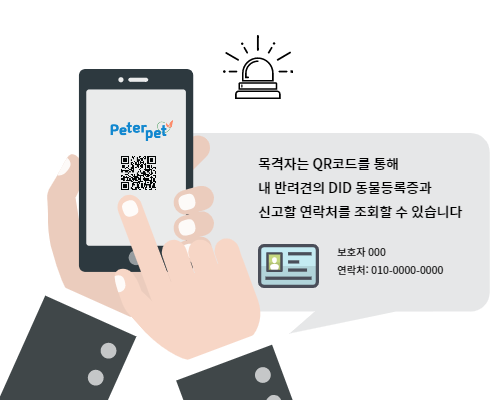 Peterpet
목격자는 QR코드를 통해
내 반려견의 DID 동물등록증과
신고할 연락처를 조회할 수 있습니다
보호자 000
연락처: 010-0000-0000